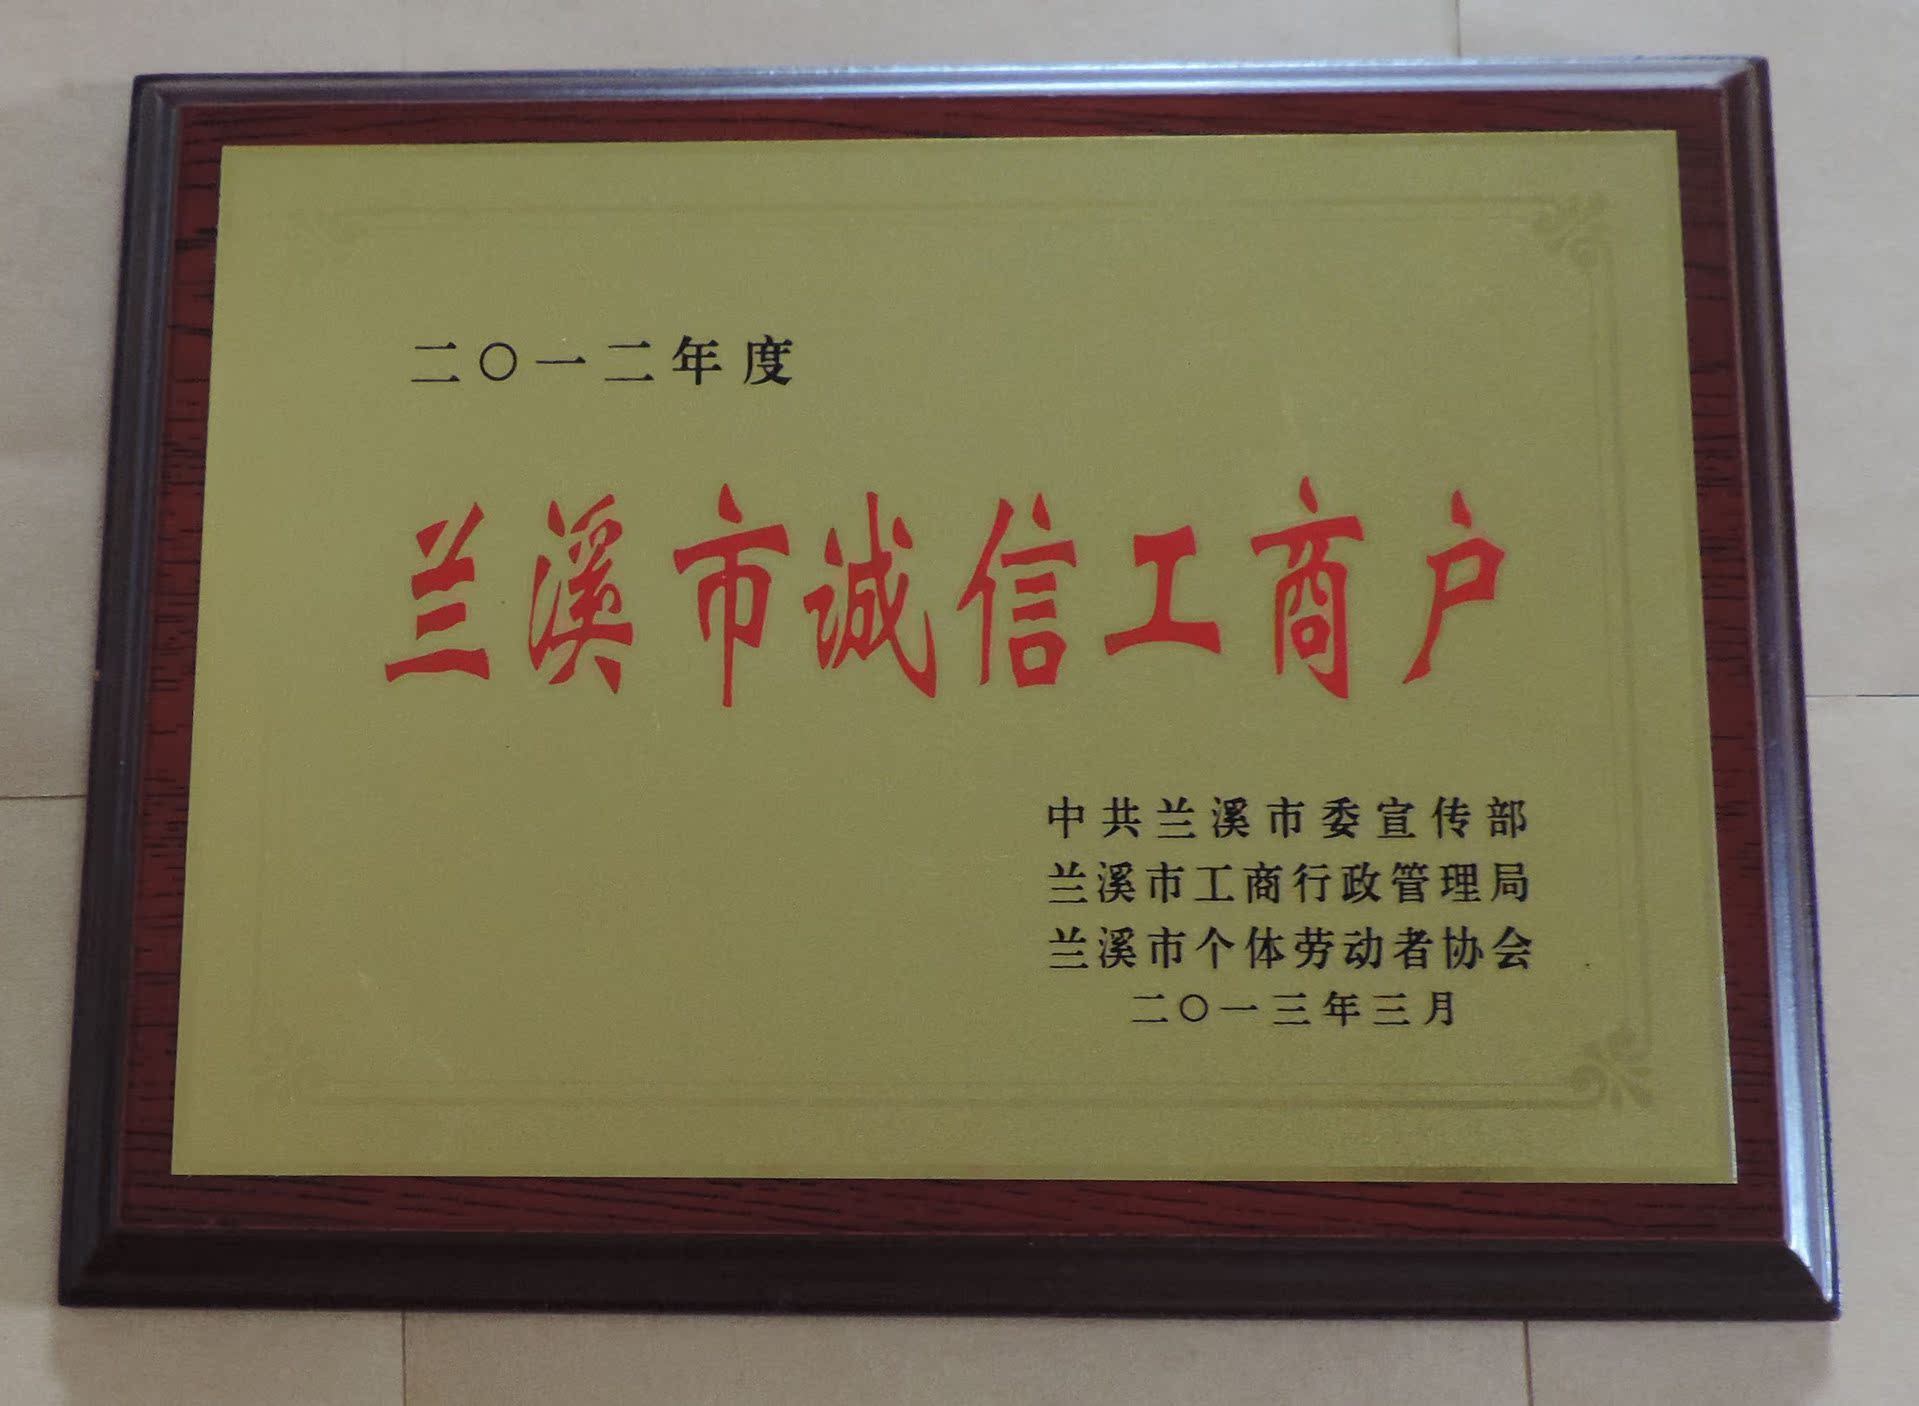 二〇一二年度
兰溪市诚信工商户
中共兰溪市委宣传部
兰溪市工商行政管理局
兰溪市个体劳动者协会
二〇一三年三月